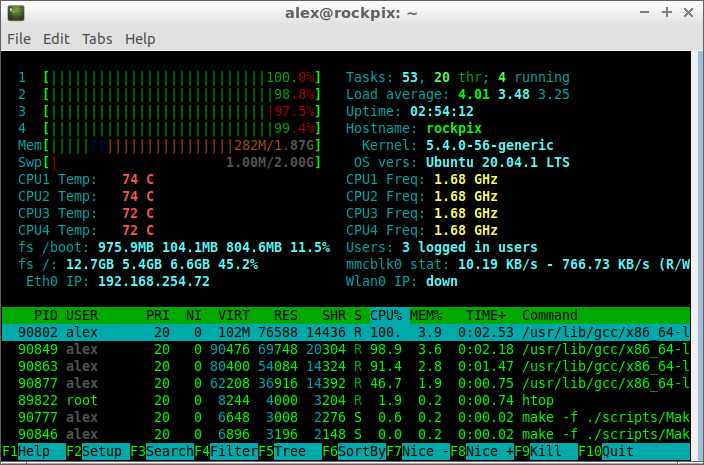 alex@rockpix: ~
File Edit Tabs Help
1 [||||||||||||||||||||||||||||100.0%] Tasks: 53, 20 thr; 4 running
2 [||||||||||||||||||||||||||||98.8%] Load average: 4.01 3.48 3.25
3 [||||||||||||||||||||||||||||97.5%] Uptime: 02:54:12
4 [||||||||||||||||||||||||||||99.4%] Hostname: rockpix
Mem[|||||||||||||||||||||||282M/1.87G] Kernel: 5.4.0-56-generic
Swp[| 1.00M/2.00G] OS vers: Ubuntu 20.04.1 LTS
CPU1 Temp: 74 C CPU1 Freq: 1.68 GHz
CPU2 Temp: 74 C CPU2 Freq: 1.68 GHz
CPU3 Temp: 72 C CPU3 Freq: 1.68 GHz
CPU4 Temp: 72 C CPU4 Freq: 1.68 GHz
fs /boot: 975.9MB 104.1MB 804.6MB 11.5% Users: 3 logged in users
fs /: 12.7GB 5.4GB 6.6GB 45.2% mmcblk0 stat: 10.19 KB/s - 766.73 KB/s (R/W
Eth0 IP: 192.168.254.72 Wlan0 IP: down
PID USER PRI NI VIRT RES SHR S CPU% MEM% TIME+ Command
90802 alex 20 0 102M 76588 14436 R 100. 3.9 0:02.53 /usr/lib/gcc/x86_64-l
90849 alex 20 0 90476 69748 20304 R 98.9 3.6 0:02.18 /usr/lib/gcc/x86_64-l
90863 alex 20 0 80400 54084 14324 R 91.4 2.8 0:01.47 /usr/lib/gcc/x86_64-l
90877 alex 20 0 62208 36916 14392 R 46.7 1.9 0:00.75 /usr/lib/gcc/x86_64-l
89822 root 20 0 8244 4000 3204 R 1.9 0.2 0:00.74 htop
90777 alex 20 0 6648 3008 2276 S 0.6 0.2 0:00.02 make -f ./scripts/Mak
90846 alex 20 0 6896 3196 2148 S 0.0 0.2 0:00.02 make -f ./scripts/Mak
F1Help F2Setup F3SearchF4FilterF5Tree F6SortByF7Nice -F8Nice +F9Kill F10Quit